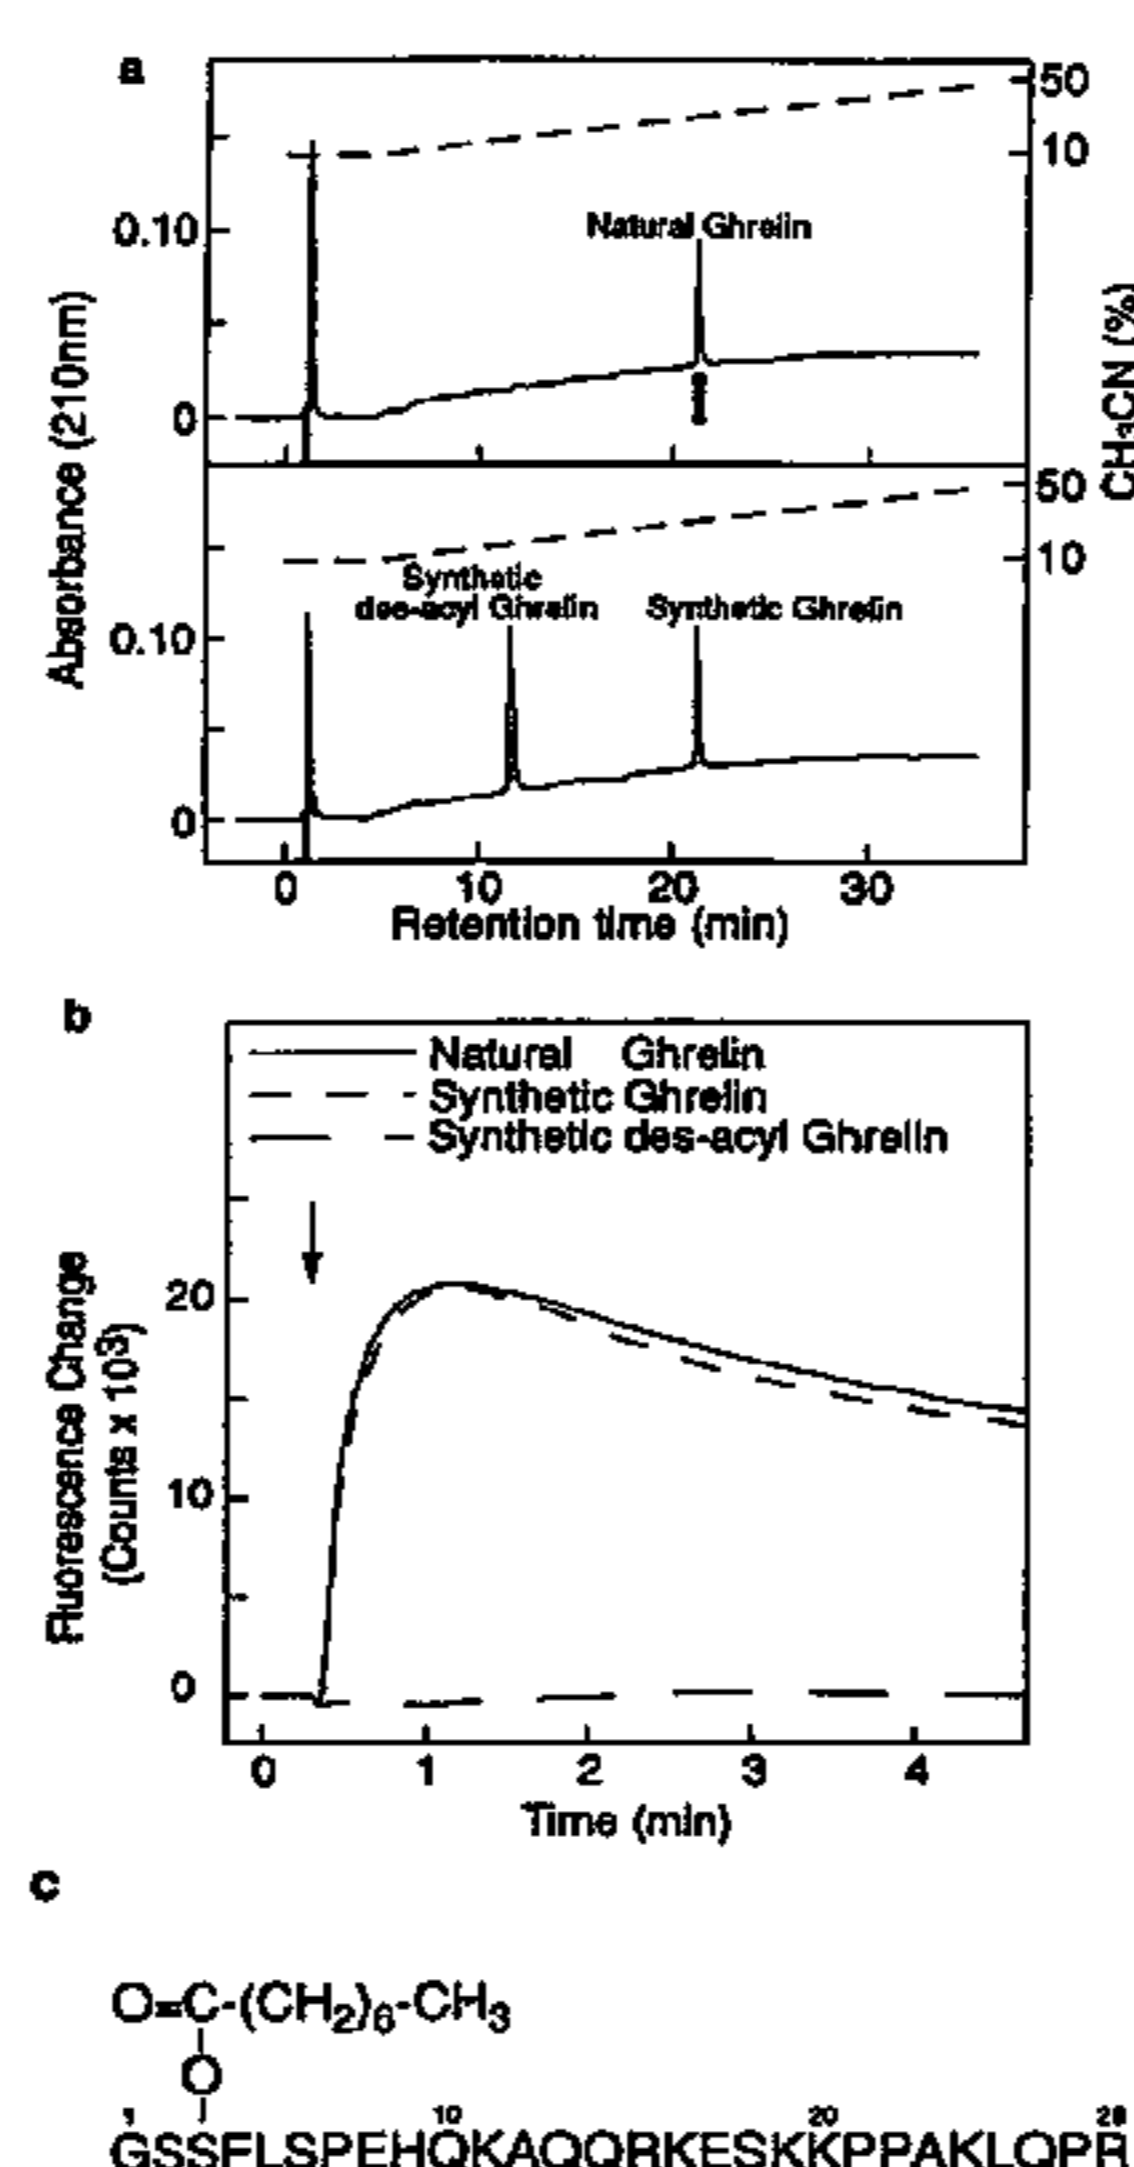 a
50
10
Natural Ghrelin
0.10
0
Absorbance (210nm)
CH3CN (%)
50
10
Synthetic
des-acyl Ghrelin
Synthetic Ghrelin
0.10
0
0 10 20 30
Retention time (min)
b
Natural Ghrelin
Synthetic Ghrelin
Synthetic des-acyl Ghrelin
20
10
0
Fluorescence Change
(Counts x 10³)
0 1 2 3 4
Time (min)
c
O=C-(CH2)6-CH3
O
1 10 20 28
GSSFLSPEHQKAQQRKESKKPPAKLQPR